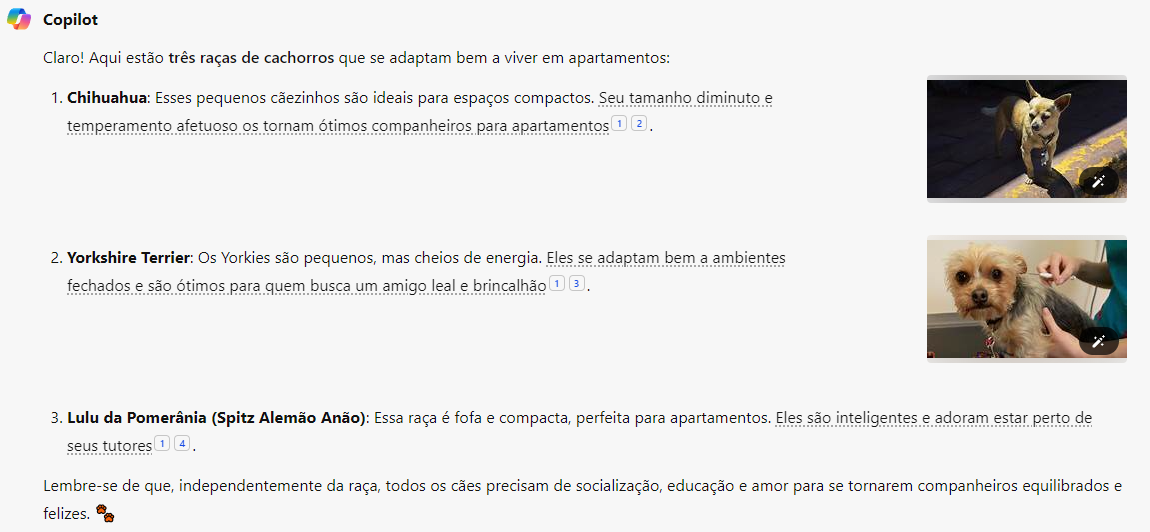 Copilot
Claro! Aqui estão três raças de cachorros que se adaptam bem a viver em apartamentos:
1. Chihuahua: Esses pequenos cãezinhos são ideais para espaços compactos. Seu tamanho diminuto e
temperamento afetuoso os tornam ótimos companheiros para apartamentos 1 2 .
2. Yorkshire Terrier: Os Yorkies são pequenos, mas cheios de energia. Eles se adaptam bem a ambientes
fechados e são ótimos para quem busca um amigo leal e brincalhão 1 3 .
3. Lulu da Pomerânia (Spitz Alemão Anão): Essa raça é fofa e compacta, perfeita para apartamentos. Eles são inteligentes e adoram estar perto de
seus tutores 1 4 .
Lembre-se de que, independentemente da raça, todos os cães precisam de socialização, educação e amor para se tornarem companheiros equilibrados e
felizes. 🐾